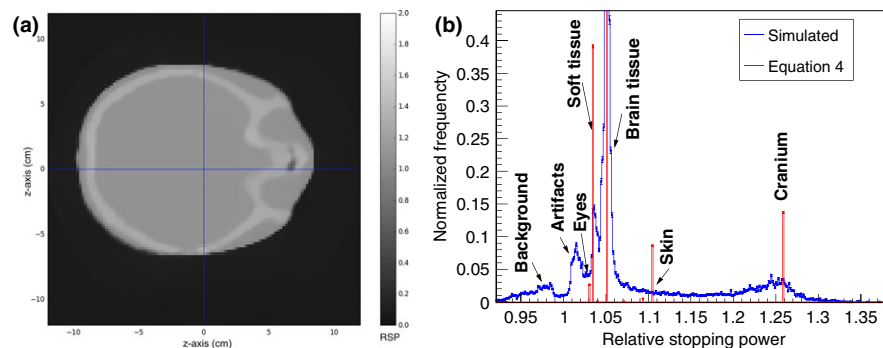 (a)
10
5
0
−5
−10
z-axis (cm)
−10
−5
0
5
10
z-axis (cm)
2.0
1.8
1.6
1.4
1.2
1.0
0.8
0.6
0.4
0.2
0.0
RSP
(b)
Normalized frequencty
0.4
0.35
0.3
0.25
0.2
0.15
0.1
0.05
0
0.95
1
1.05
1.1
1.15
1.2
1.25
1.3
1.35
Relative stopping power
Simulated
Equation 4
Background
Artifacts
Eyes
Soft tissue
Brain tissue
Skin
Cranium